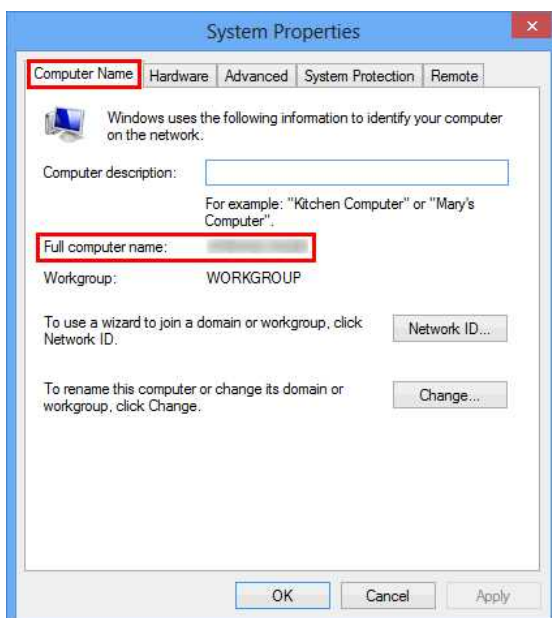 System Properties
Computer Name Hardware Advanced System Protection Remote
Windows uses the following information to identify your computer
on the network.
Computer description:
For example: "Kitchen Computer" or "Mary's
Computer".
Full computer name:
Workgroup: WORKGROUP
To use a wizard to join a domain or workgroup, click
Network ID.
Network ID...
To rename this computer or change its domain or
workgroup, click Change.
Change...
OK Cancel Apply